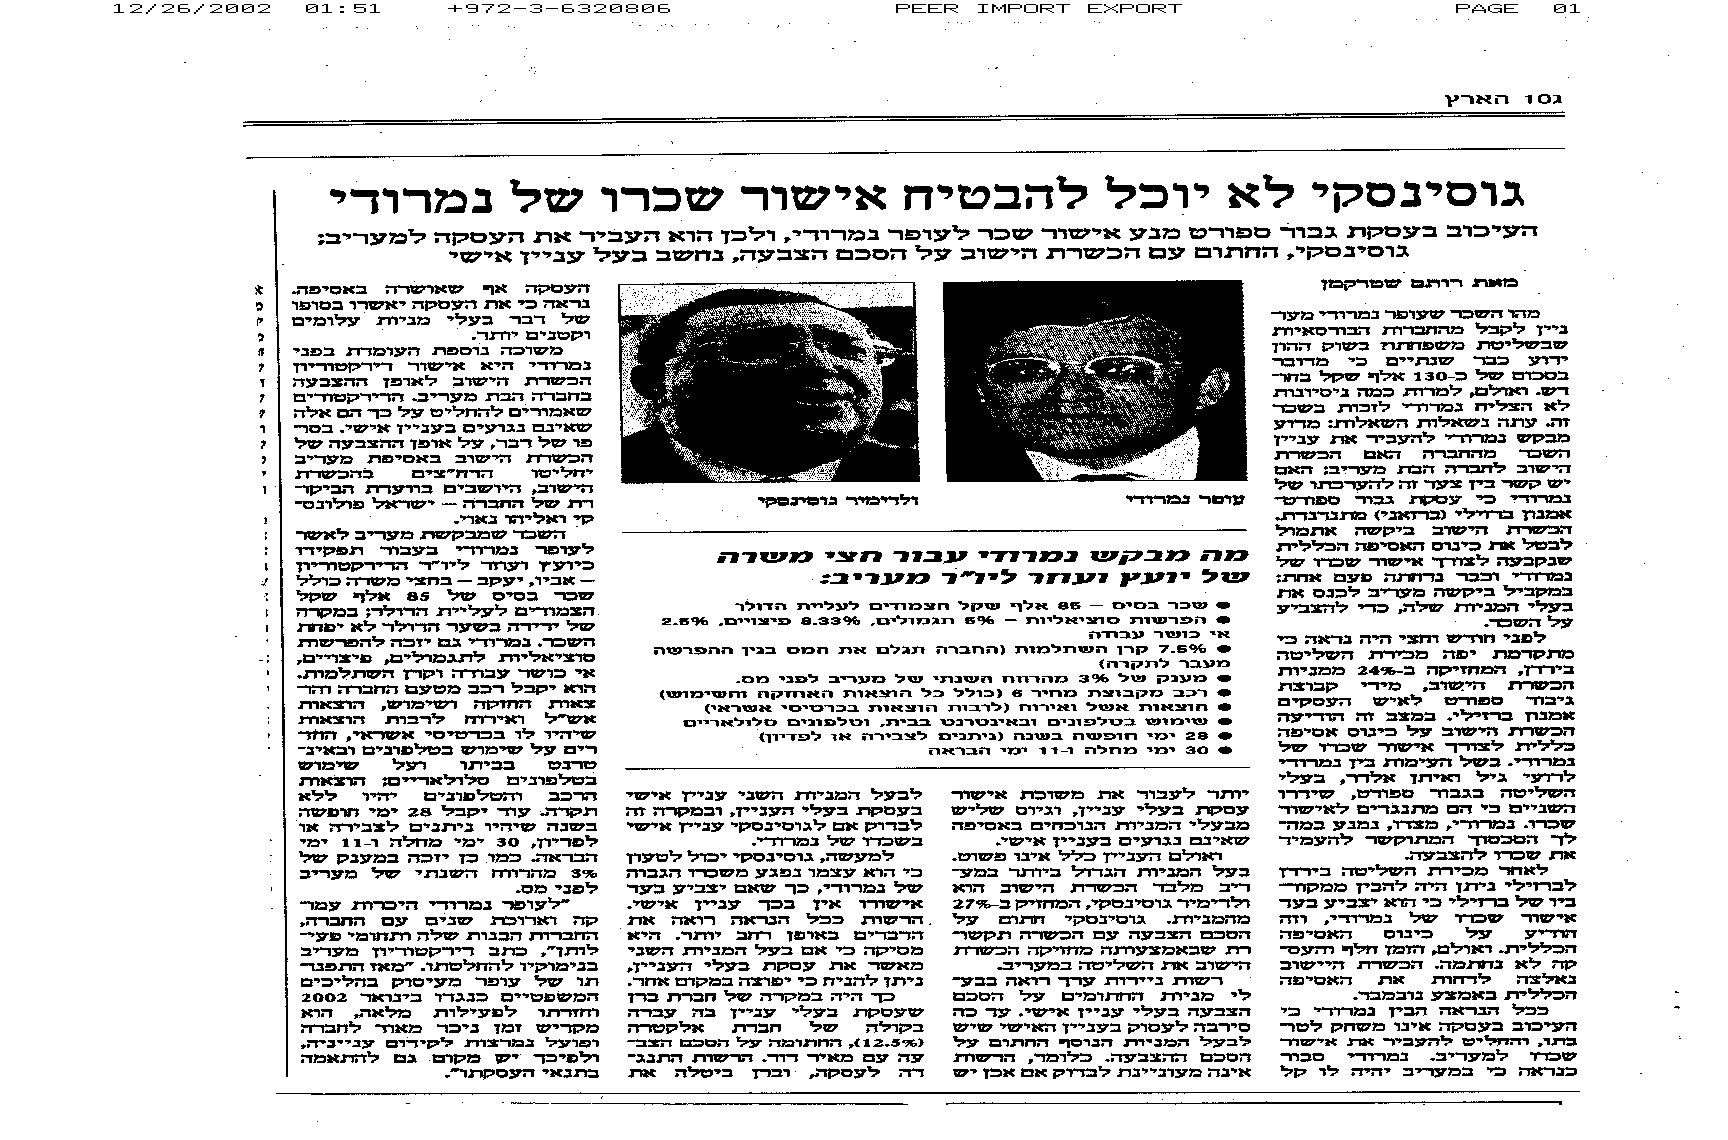 12/26/2002 01:51 +972-3-6320806 PEER IMPORT EXPORT PAGE 01
ג10 הארץ
גוסינסקי לא יוכל להבטיח אישור שכרו של נמרודי
העיכוב בעסקת גבור ספורט מנע אישור שכר לעופר נמרודי, ולכן הוא העביר את העסקה למעריב;
גוסינסקי, החתום עם הכשרת הישוב על הסכם הצבעה, נחשב בעל עניין אישי
מאת רותם שטרקמן
מהו השכר שעופר נמרודי מעו־
ניין לקבל מהחברות הבורסאיות
שבשליטת משפחתו? בשוק ההון
ידוע כבר שנתיים כי מדובר
בסכום של כ-130 אלף שקל בחו־
דש. ואולם, למרות כמה ניסיונות
לא הצליח נמרודי לזכות בשכר
זה. עתה נשאלות השאלות: מדוע
מבקש נמרודי להעביר את עניין
השכר מהחברה האם הכשרת
הישוב לחברה הבת מעריב; האם
יש קשר בין צעד זה להערכתו של
נמרודי כי עסקת גבור ספורט־
אמנון ברזילי (ברזאני) מתנדנדת.
הכשרת הישוב ביקשה אתמול
לבטל את כינוס האסיפה הכללית
שנקבעה לצורך אישור שכרו של
נמרודי וכבר נדחתה פעם אחת;
במקביל ביקשה מעריב לכנס את
בעלי המניות שלה, כדי להצביע
על השכר.
לפני חודש וחצי היה נראה כי
מתקדמת יפה מכירת השליטה
בירדן, המחזיקה ב-24% ממניות
הכשרת הישוב, מידי קבוצת
גיבור ספורט לאיש העסקים
אמנון ברזילי. במצב זה הודיעה
הכשרת הישוב על כינוס אסיפה
כללית לצורך אישור שכרו של
נמרודי. בשל העימות בין נמרודי
לרועי גיל ואיתן אלדר, בעלי
השליטה בגבור ספורט, שידרו
השניים כי הם מתנגדים לאישור
שכרו. נמרודי, מצדו, נמנע במה־
לך הסכסוך המתוקשר להעמיד
את שכרו להצבעה.
לאחר מכירת השליטה בירדן
לברזילי ניתן היה להבין ממקור־
ביו של ברזילי כי הוא יצביע בעד
אישור שכרו של נמרודי, וזה
הודיע על כינוס האסיפה
הכללית. ואולם, הזמן חלף והעס־
קה לא נחתמה. הכשרת היישוב
נאלצה לדחות את האסיפה
הכללית באמצע נובמבר.
ככל הנראה הבין נמרודי כי
העיכוב בעסקה אינו משחק לטו־
בתו, והחליט להעביר את אישור
שכרו למעריב. נמרודי סבור
כנראה כי במעריב יהיה לו קל
עופר נמרודי
ולדימיר גוסינסקי
מה מבקש נמרודי עבור חצי משרה
של יועץ ועוזר ליו"ר מעריב:
● שכר בסיס – 85 אלף שקל הצמודים לעליית הדולר
● הפרשות סוציאליות – 5% תגמולים, 8.33% פיצויים, 2.5%
אי כושר עבודה
● 7.5% קרן השתלמות (החברה תגלם את המס בגין ההפרשה
מעבר לתקרה)
● מענק של 3% מהרווח השנתי של מעריב לפני מס.
● רכב מקבוצת מחיר 6 (כולל כל הוצאות האחזקה והשימוש)
● הוצאות אשל ואירוח (לרבות הוצאות בכרטיסי אשראי)
● שימוש בטלפונים ובאינטרנט בבית, וטלפונים סלולאריים
● 28 ימי חופשה בשנה (ניתנים לצבירה או לפדיון)
● 30 ימי מחלה ו-11 ימי הבראה
יותר לעבור את משוכת אישור
עסקת בעלי עניין, וגיוס שליש
מבעלי המניות הנוכחים באסיפה
שאינם נגועים בעניין אישי.
ואולם העניין כלל אינו פשוט.
בעל המניות הגדול ביותר במע־
ריב מלבד הכשרת הישוב הוא
ולדימיר גוסינסקי, המחזיק ב-27%
מהמניות. גוסינסקי חתום על
הסכם הצבעה עם הכשרה תקשו־
רת שבאמצעותה מחזיקה הכשרת
הישוב את השליטה במעריב.
רשות ניירות ערך רואה בבע־
לי מניות החתומים על הסכם
הצבעה בעלי עניין אישי. עד כה
סירבה לעסוק בעניין האישי שיש
לבעל המניות הנוסף החתום על
הסכם ההצבעה. כלומר, הרשות
אינה מעוניינת לבדוק אם אכן יש
לבעל המניות השני עניין אישי
בעסקת בעלי העניין, ובמקרה זה
לבדוק אם לגוסינסקי עניין אישי
בשכרו של נמרודי.
למעשה, גוסינסקי יכול לטעון
כי הוא עצמו נפגע משכרו הגבוה
של נמרודי, כך שאם יצביע בעד
אישורו אין בכך עניין אישי.
הרשות ככל הנראה רואה את
הדברים באופן רחב יותר. היא
מסיקה כי אם בעל המניות השני
מאשר את עסקת בעלי העניין,
ניתן להניח כי יפוצה במקום אחר.
כך היה במקרה של חברת ברן
שעסקת בעלי עניין בה עברה
בקולה של חברת אלקטרה
(12.5%), החתומה על הסכם הצב־
עה עם מאיר דור. הרשות התנג־
דה לעסקה, וברן ביטלה את
העסקה אף שאושרה באסיפה.
נראה כי את העסקה יאשרו בסופו
של דבר בעלי מניות עלומים
וקטנים יותר.
משוכה נוספת העומדת בפני
נמרודי היא אישור דירקטוריון
הכשרת הישוב לאופן ההצבעה
בחברה הבת מעריב. הדירקטורים
שאמורים להחליט על כך הם אלה
שאינם נגועים בעניין אישי. בסו־
פו של דבר, על אופן ההצבעה של
הכשרת הישוב באסיפת מעריב
יחליטו הדח"צים בהכשרת
הישוב, היושבים בוועדת הביקו־
רת של החברה – ישראל פולונס־
קי ואליהו נאוי.
השכר שמבקשת מעריב לאשר
לעופר נמרודי בעבור תפקידו
כיועץ ועוזר ליו"ר הדירקטוריון
– אביו, יעקב – בחצי משרה כולל
שכר בסיס של 85 אלף שקל
הצמודים לעליית הדולר; במקרה
של ירידה בשער הדולר לא יפחת
השכר. נמרודי גם יזכה להפרשות
סוציאליות לתגמולים, פיצויים,
אי כושר עבודה וקרן השתלמות.
הוא יקבל רכב מטעם החברה והו־
צאות החזקה ושימוש, הוצאות
אש"ל ואירוח לרבות הוצאות
שיהיו לו בכרטיסי אשראי, החז־
רים על שימוש בטלפונים ובאינ־
טרנט בביתו ועל שימוש
בטלפונים סלולאריים; הוצאות
הרכב והטלפונים יהיו ללא
תקרה. עוד יקבל 28 ימי חופשה
בשנה שיהיו ניתנים לצבירה או
לפדיון, 30 ימי מחלה ו-11 ימי
הבראה. כמו כן יזכה במענק של
3% מהרווח השנתי של מעריב
לפני מס.
"לעופר נמרודי היכרות עמו־
קה וארוכת שנים עם החברה,
החברות הבנות שלה ותחומי פעי־
לותן", כתב דירקטוריון מעריב
בנימוקיו להחלטתו. "מאז התפנו־
תו של עופר מעיסוק בהליכים
המשפטיים כנגדו בינואר 2002
וחזרתו לפעילות מלאה, הוא
מקדיש זמן ניכר מאוד לחברה
ופועל נמרצות לקידום ענייניה,
ולפיכך יש מקום גם להתאמה
בתנאי העסקתו".